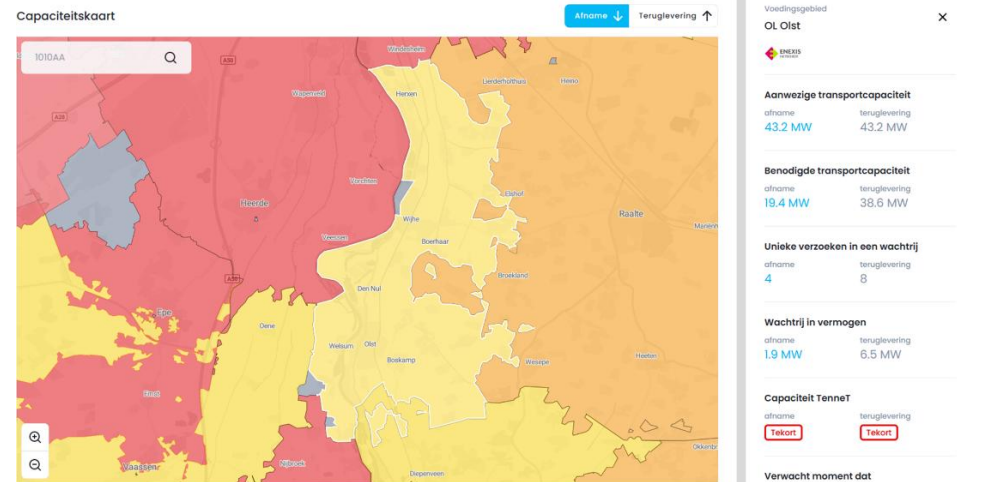 Capaciteitskaart
Afname ↓ Teruglevering ↑
1010AA
Windesheim
A50
Lierderholthuis
Heino
Wapenveld
Herxen
A50
Vorchten
Elshof
Heerde
Raalte
Wijhe
Veessen
Boerhaar
Broekland
A50
Den Nul
Epe
Oene
Welsum
Olst
Boskamp
Wesepe
Heeten
Emst
Nijbroek
Vaassen
Diepenveen
Voedingsgebied
OL Olst
ENEXIS
Aanwezige transportcapaciteit
afname teruglevering
43.2 MW 43.2 MW
Benodigde transportcapaciteit
afname teruglevering
19.4 MW 38.6 MW
Unieke verzoeken in een wachtrij
afname teruglevering
4 8
Wachtrij in vermogen
afname teruglevering
1.9 MW 6.5 MW
Capaciteit TenneT
afname teruglevering
Tekort Tekort
Verwacht moment dat